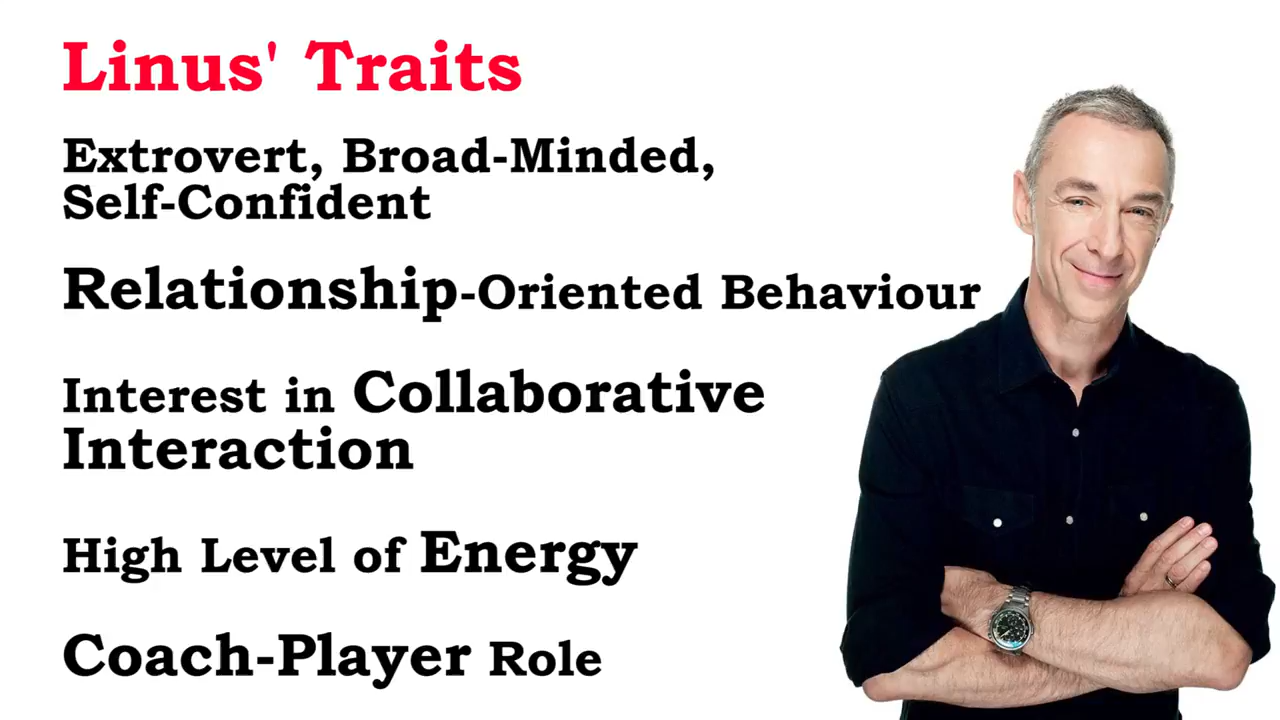 Linus' Traits
Extrovert, Broad-Minded,
Self-Confident
Relationship-Oriented Behaviour
Interest in Collaborative
Interaction
High Level of Energy
Coach-Player Role